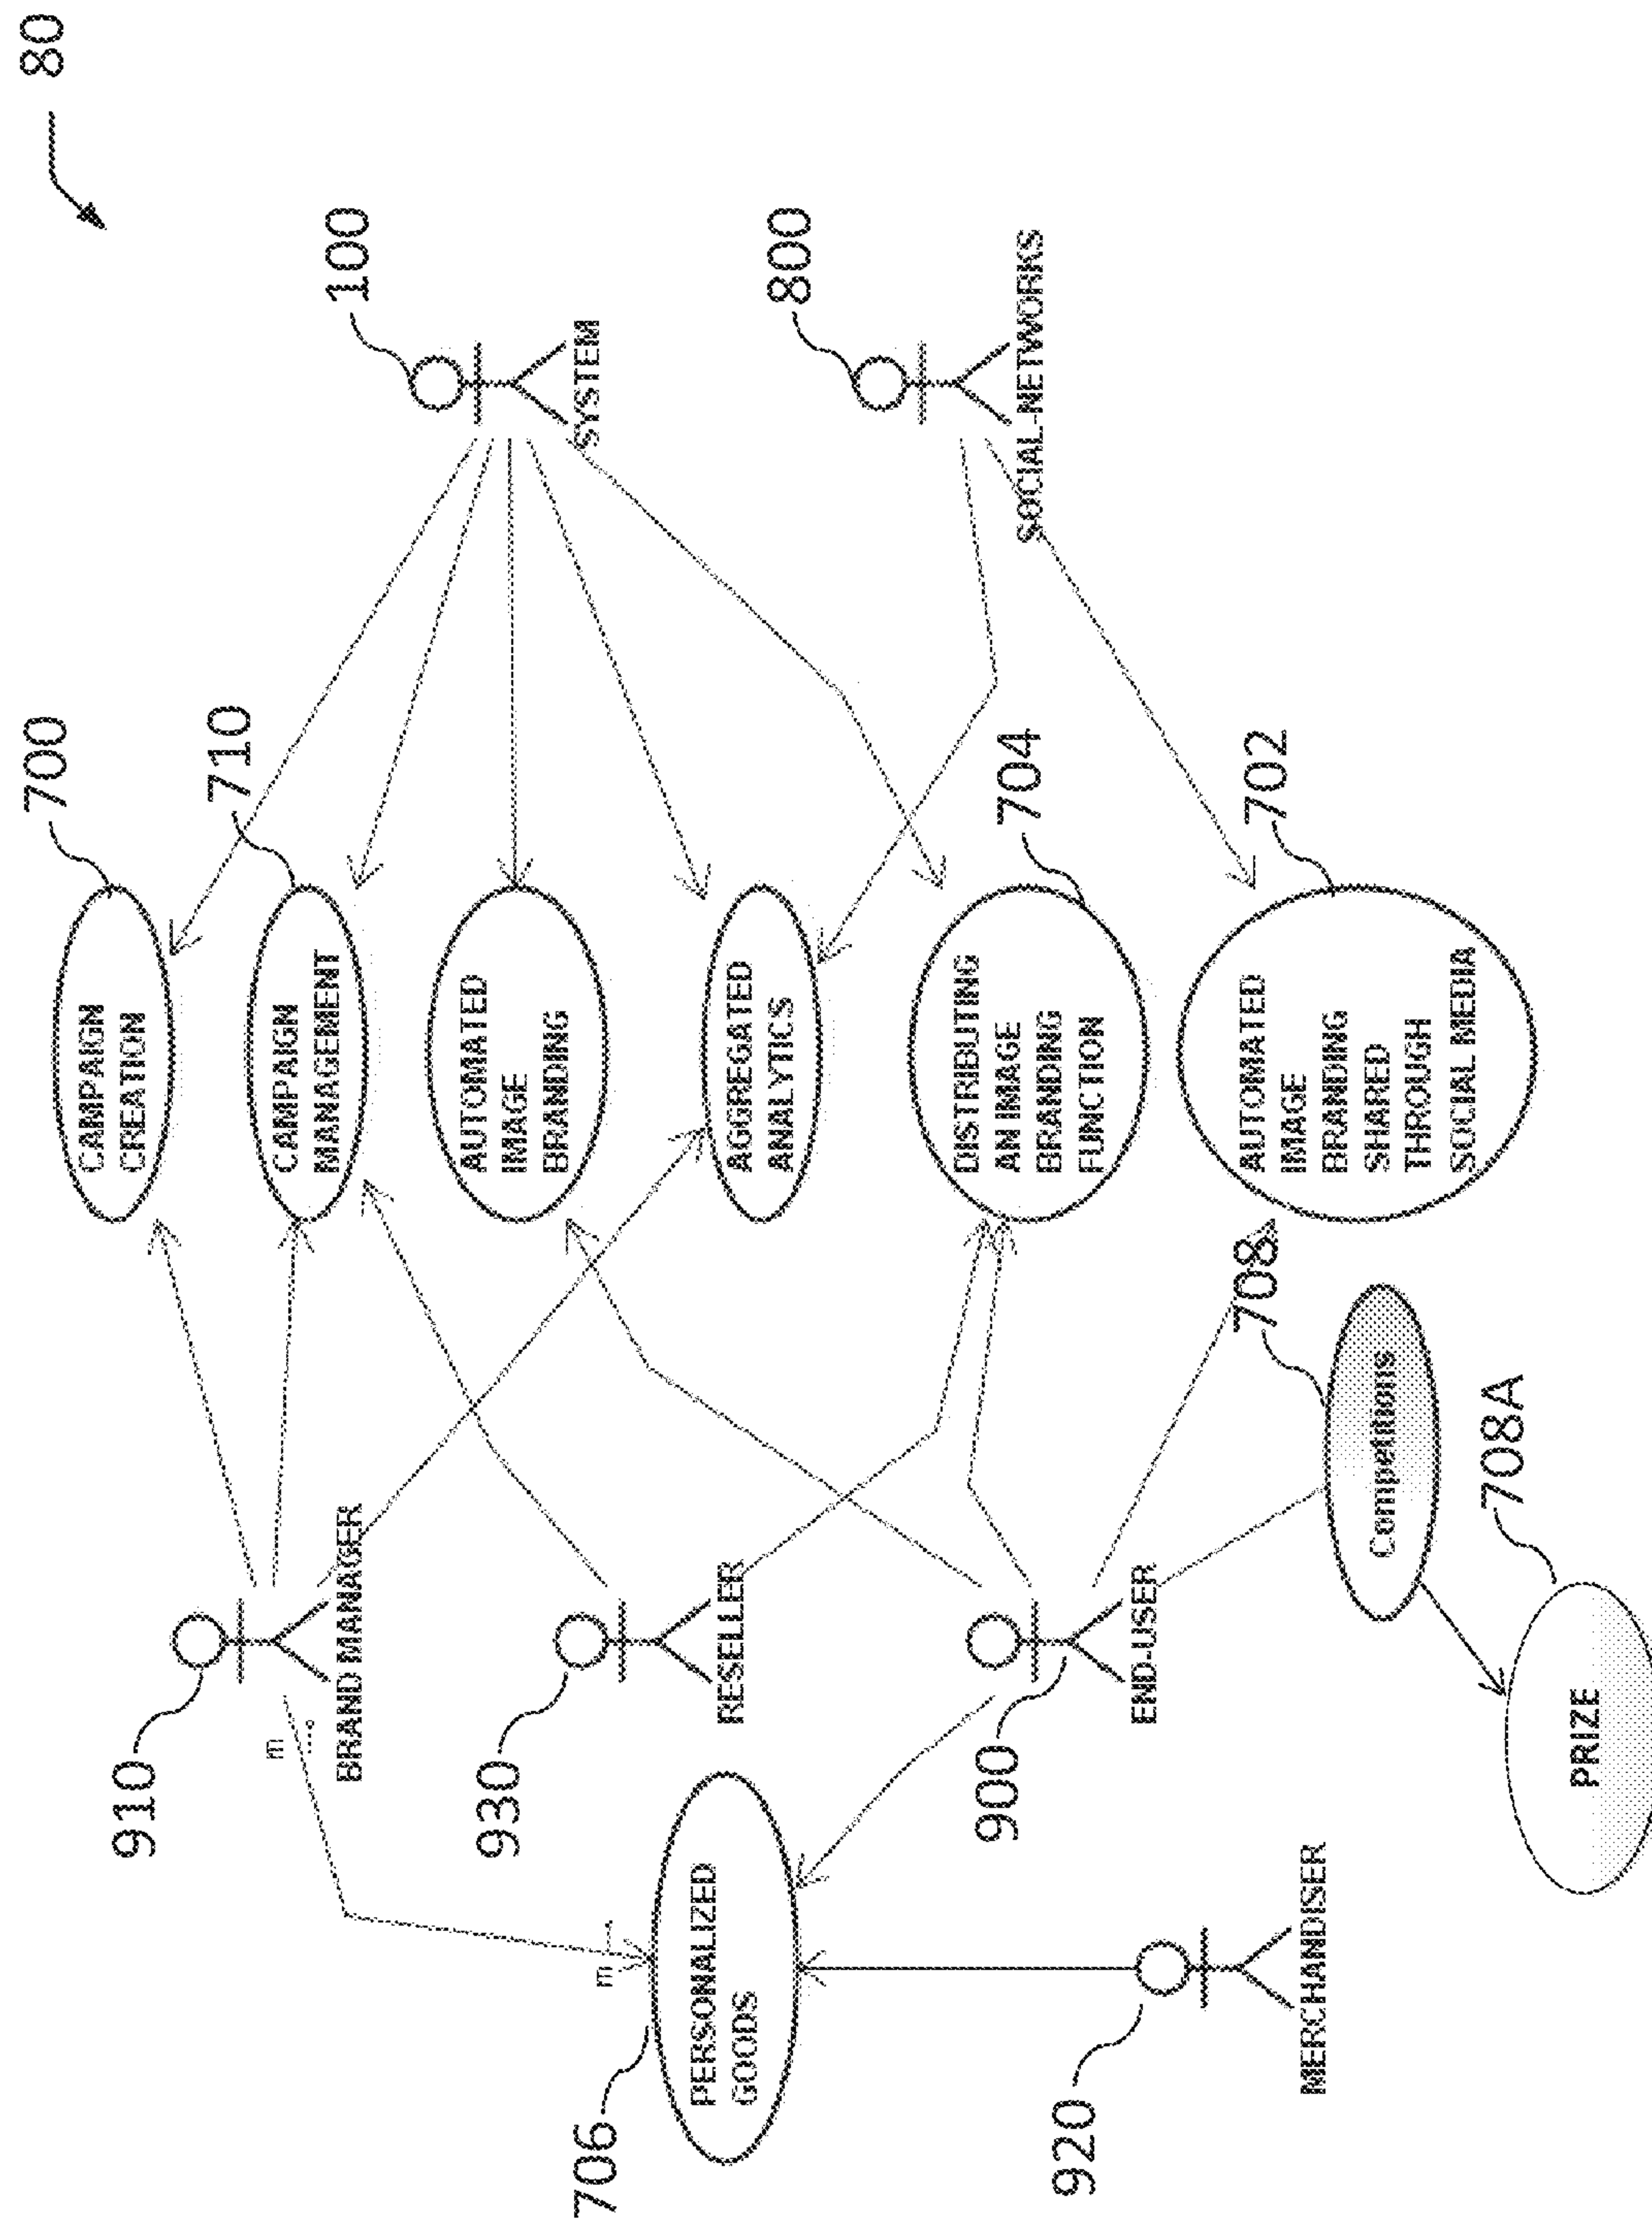 80
700
CAMPAIGN
CREATION
710
CAMPAIGN
MANAGEMENT
AUTOMATED
IMAGE
BRANDING
AGGREGATED
ANALYTICS
DISTRIBUTING
AN IMAGE
BRANDING
FUNCTION
704
AUTOMATED
IMAGE
BRANDING
SHARED
THROUGH
SOCIAL MEDIA
702
100
SYSTEM
800
SOCIAL-NETWORKS
910
BRAND MANAGER
930
RESELLER
900
END-USER
706
PERSONALIZED
GOODS
920
MERCHANDISER
708
Competitions
708A
PRIZE